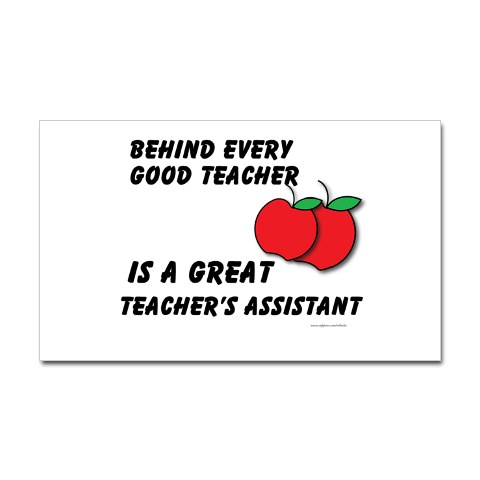 BEHIND EVERY
GOOD TEACHER
IS A GREAT
TEACHER'S ASSISTANT